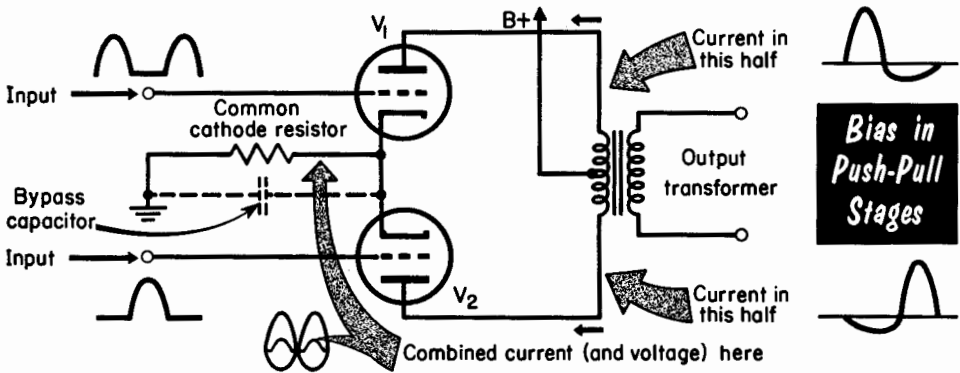 V1
B+
Current in
this half
Input
Common
cathode resistor
Bias in
Push-Pull
Stages
Output
transformer
Bypass
capacitor
Input
V2
Current in
this half
Combined current (and voltage) here